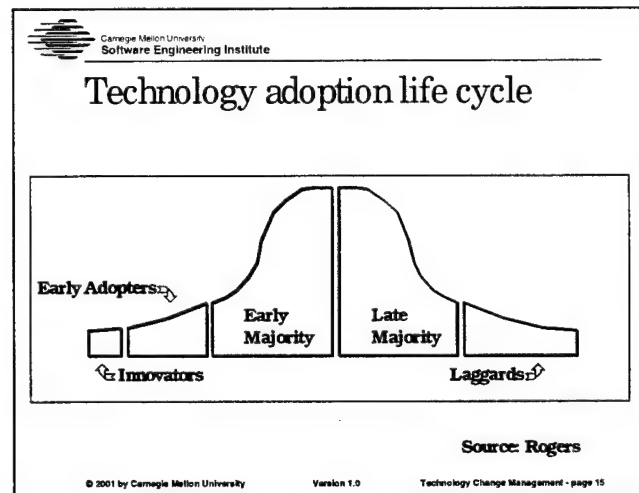 Carnegie Mellon University
Software Engineering Institute
Technology adoption life cycle
Early Adopters
Early
Majority
Late
Majority
Innovators
Laggards
Source: Rogers
© 2001 by Carnegie Mellon University Version 1.0 Technology Change Management - page 15